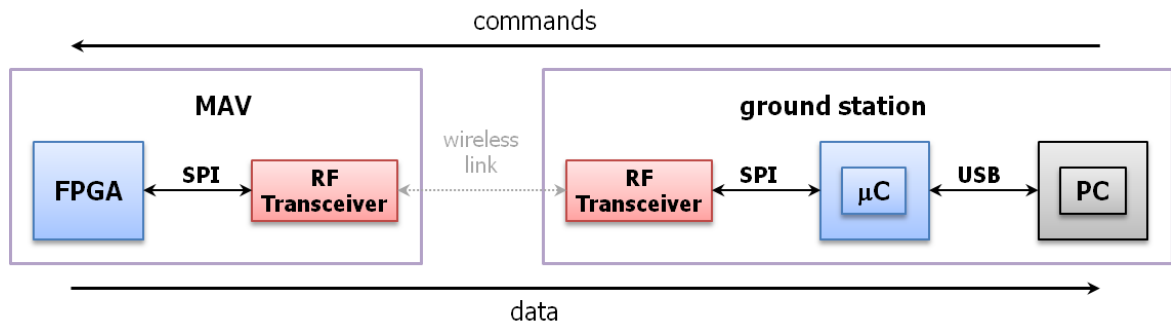 commands
MAV
ground station
wireless
link
FPGA
SPI
RF
Transceiver
RF
Transceiver
SPI
μC
USB
PC
data